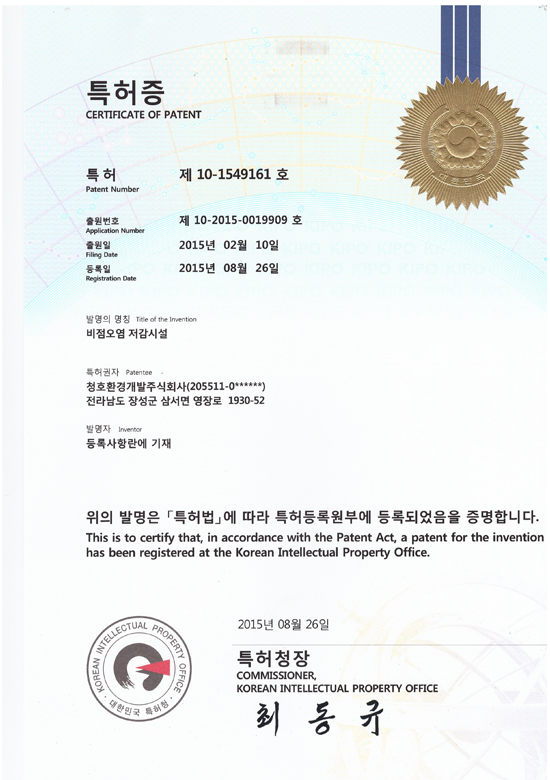 특허증
CERTIFICATE OF PATENT
특허 제 10-1549161 호
Patent Number
출원번호 제 10-2015-0019909 호
Application Number
출원일 2015년 02월 10일
Filing Date
등록일 2015년 08월 26일
Registration Date
발명의 명칭 Title of the Invention
비점오염 저감시설
특허권자 Patentee
청호환경개발주식회사(205511-0******)
전라남도 장성군 삼서면 영장로 1930-52
발명자 Inventor
등록사항란에 기재
위의 발명은 「특허법」에 따라 특허등록원부에 등록되었음을 증명합니다.
This is to certify that, in accordance with the Patent Act, a patent for the invention
has been registered at the Korean Intellectual Property Office.
2015년 08월 26일
특허청장
COMMISSIONER,
KOREAN INTELLECTUAL PROPERTY OFFICE
최동규
KOREAN INTELLECTUAL PROPERTY OFFICE
대한민국 특허청
대한민국